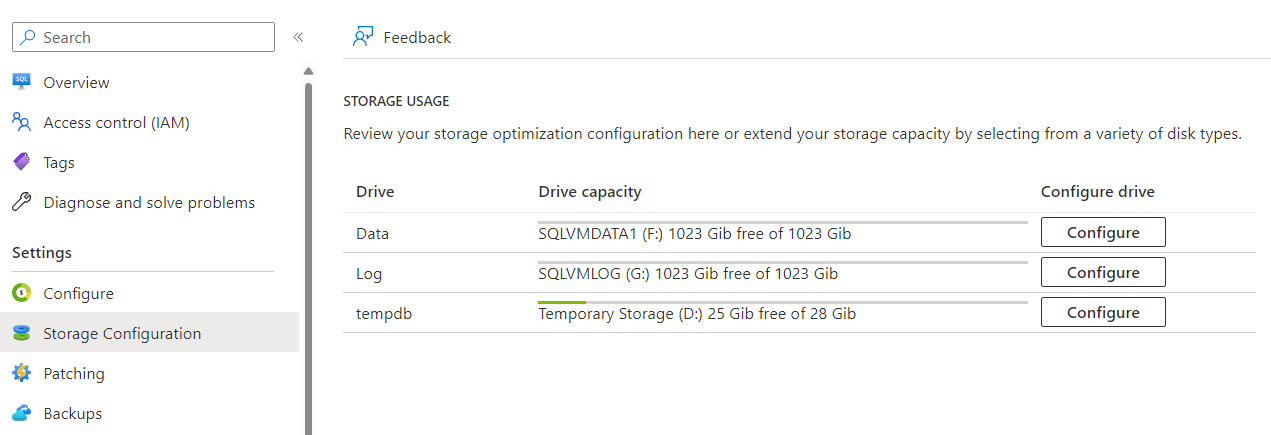 Search
«
Overview
Access control (IAM)
Tags
Diagnose and solve problems
Settings
Configure
Storage Configuration
Patching
Backups
Feedback
STORAGE USAGE
Review your storage optimization configuration here or extend your storage capacity by selecting from a variety of disk types.
Drive Drive capacity Configure drive
Data SQLVMDATA1 (F:) 1023 Gib free of 1023 Gib Configure
Log SQLVMLOG (G:) 1023 Gib free of 1023 Gib Configure
tempdb Temporary Storage (D:) 25 Gib free of 28 Gib Configure